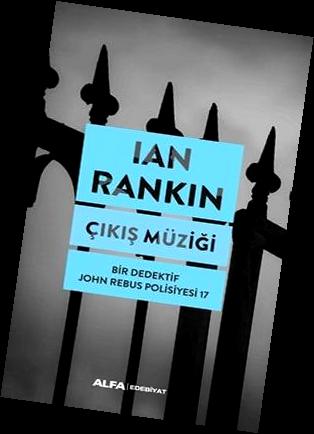 IAN
RANKIN
ÇIKIŞ MÜZİĞİ
BİR DEDEKTİF
JOHN REBUS POLİSİYESİ 17
ALFA | EDEBİYAT